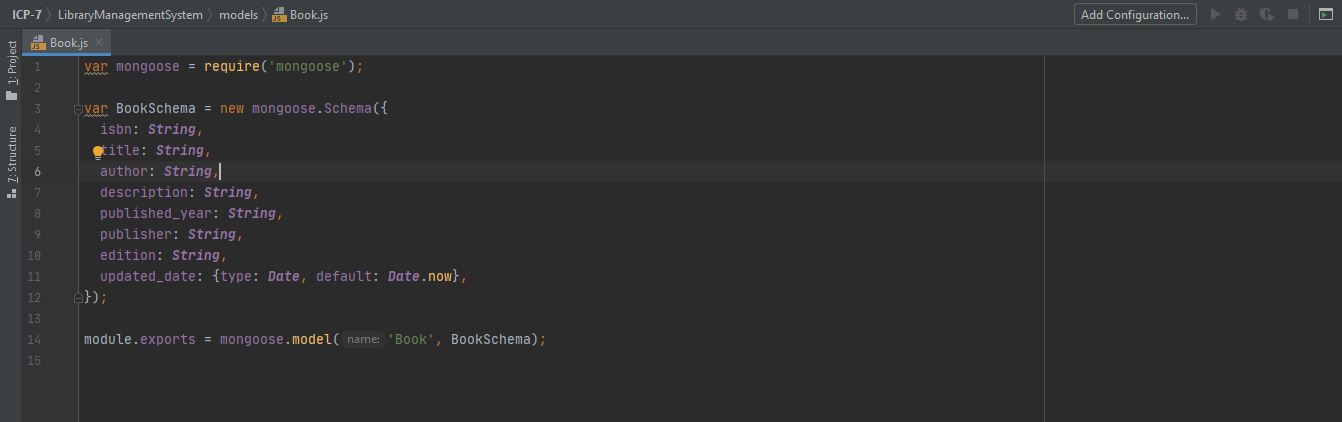 ICP-7 LibraryManagementSystem models Book.js Add Configuration...
Book.js
1: Project
7: Structure
1 var mongoose = require('mongoose');
2
3 var BookSchema = new mongoose.Schema({
4 isbn: String,
5 title: String,
6 author: String,
7 description: String,
8 published_year: String,
9 publisher: String,
10 edition: String,
11 updated_date: {type: Date, default: Date.now},
12 });
13
14 module.exports = mongoose.model( name: 'Book', BookSchema);
15